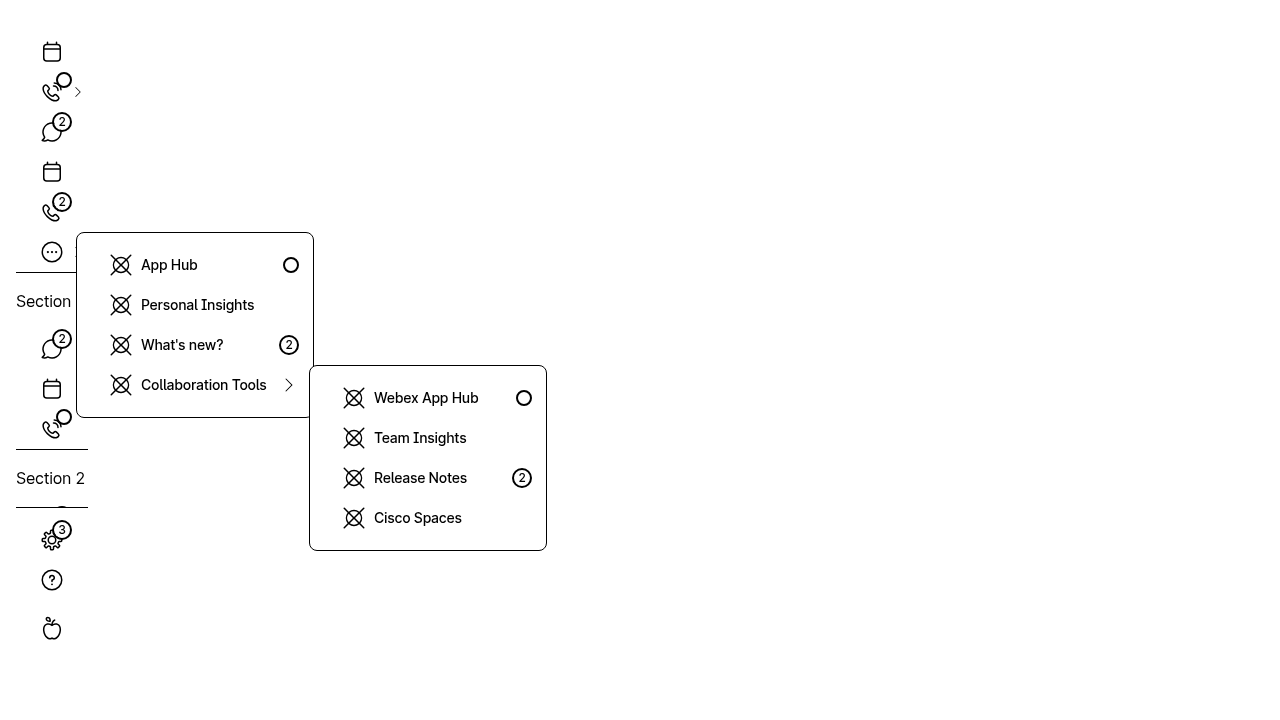 2
2
App Hub
Section
Personal Insights
2
What's new?
2
Collaboration Tools
Webex App Hub
Team Insights
Section 2
Release Notes
2
Cisco Spaces
3
?